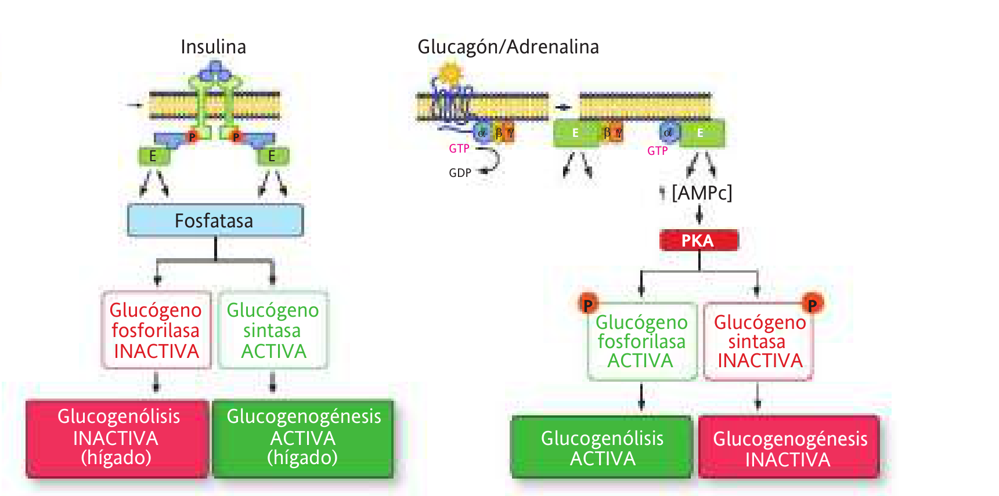 Insulina
P
P
E
E
Fosfatasa
Glucógeno
fosforilasa
INACTIVA
Glucógeno
sintasa
ACTIVA
Glucogenólisis
INACTIVA
(hígado)
Glucogenogénesis
ACTIVA
(hígado)
Glucagón/Adrenalina
α β γ
GTP
GDP
E β γ
α E
GTP
[AMPc]
PKA
P
Glucógeno
fosforilasa
ACTIVA
P
Glucógeno
sintasa
INACTIVA
Glucogenólisis
ACTIVA
Glucogenogénesis
INACTIVA